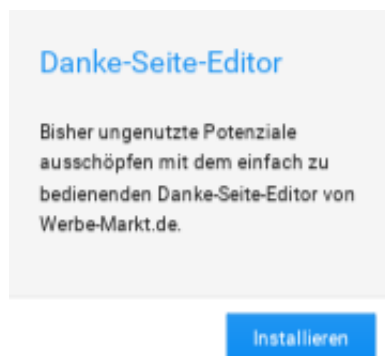 Danke-Seite-Editor
Bisher ungenutzte Potenziale
ausschöpfen mit dem einfach zu
bedienenden Danke-Seite-Editor von
Werbe-Markt.de.
Installieren